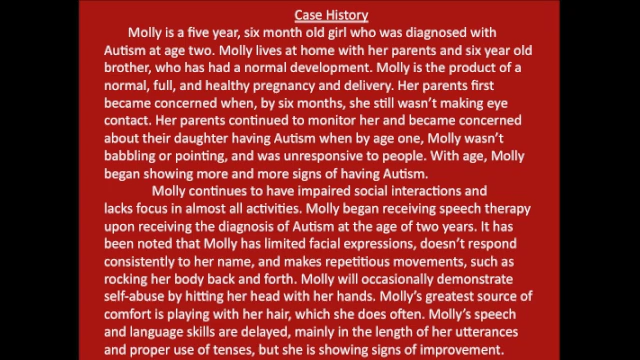 Case History
Molly is a five year, six month old girl who was diagnosed with
Autism at age two. Molly lives at home with her parents and six year old
brother, who has had a normal development. Molly is the product of a
normal, full, and healthy pregnancy and delivery. Her parents first
became concerned when, by six months, she still wasn't making eye
contact. Her parents continued to monitor her and became concerned
about their daughter having Autism when by age one, Molly wasn't
babbling or pointing, and was unresponsive to people. With age, Molly
began showing more and more signs of having Autism.
Molly continues to have impaired social interactions and
lacks focus in almost all activities. Molly began receiving speech therapy
upon receiving the diagnosis of Autism at the age of two years. It has
been noted that Molly has limited facial expressions, doesn't respond
consistently to her name, and makes repetitious movements, such as
rocking her body back and forth. Molly will occasionally demonstrate
self-abuse by hitting her head with her hands. Molly's greatest source of
comfort is playing with her hair, which she does often. Molly's speech
and language skills are delayed, mainly in the length of her utterances
and proper use of tenses, but she is showing signs of improvement.